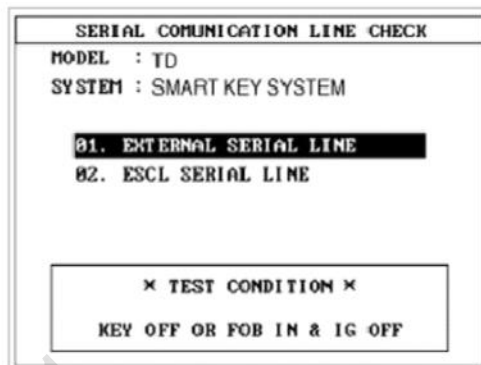 SERIAL COMUNICATION LINE CHECK
MODEL : TD
SYSTEM : SMART KEY SYSTEM
01. EXTERNAL SERIAL LINE
02. ESCL SERIAL LINE
* TEST CONDITION *
KEY OFF OR FOB IN & IG OFF